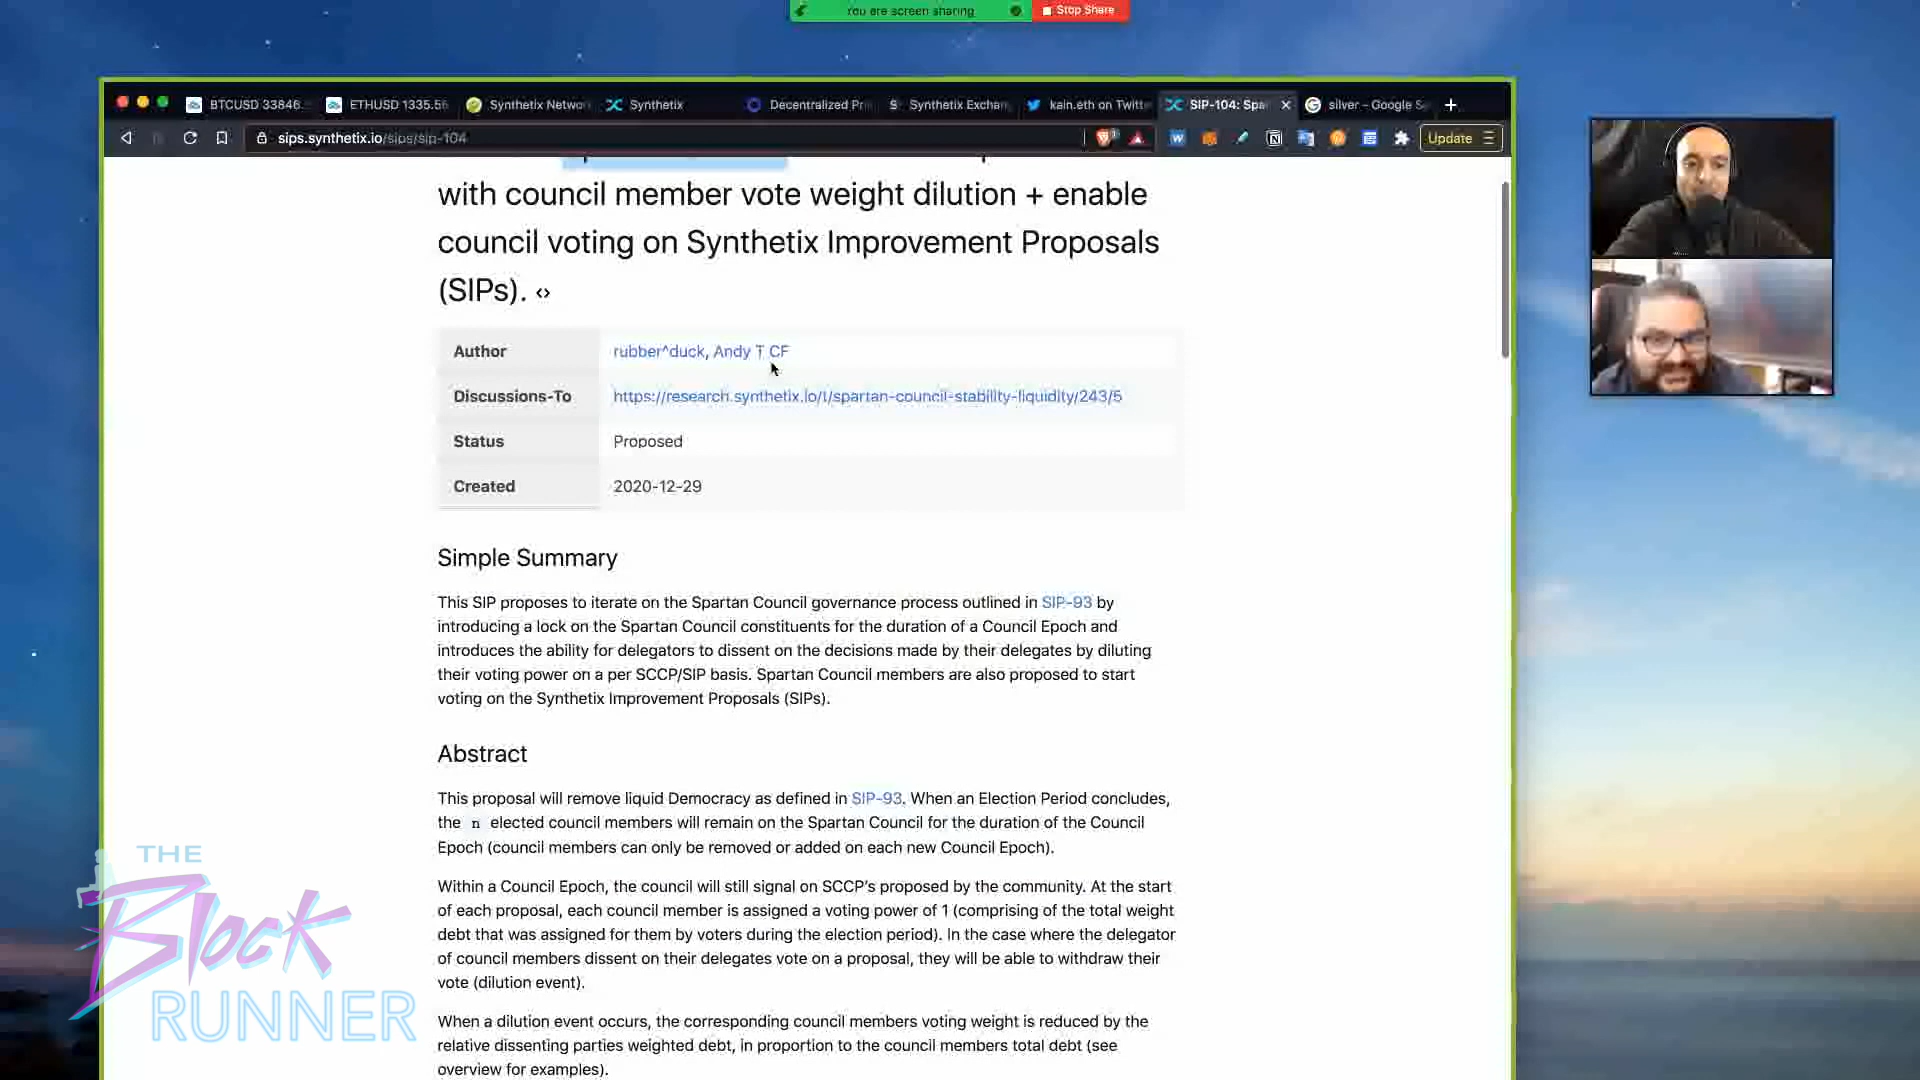 You are screen sharing
Stop Share
BTCUSD 33846.
ETHUSD 1335.56
Synthetix Netwo
Synthetix
Decentralized Pri
Synthetix Exchan
kain.eth on Twitte
SIP-104: Spa
silver - Google S
sips.synthetix.io/sips/sip-104
Update
with council member vote weight dilution + enable
council voting on Synthetix Improvement Proposals
(SIPs). <>
Author
rubber^duck, Andy T CF
Discussions-To
https://research.synthetix.io/t/spartan-council-stability-liquidity/243/5
Status
Proposed
Created
2020-12-29
Simple Summary
This SIP proposes to iterate on the Spartan Council governance process outlined in SIP-93 by
introducing a lock on the Spartan Council constituents for the duration of a Council Epoch and
introduces the ability for delegators to dissent on the decisions made by their delegates by diluting
their voting power on a per SCCP/SIP basis. Spartan Council members are also proposed to start
voting on the Synthetix Improvement Proposals (SIPs).
Abstract
This proposal will remove liquid Democracy as defined in SIP-93. When an Election Period concludes,
the n elected council members will remain on the Spartan Council for the duration of the Council
Epoch (council members can only be removed or added on each new Council Epoch).
Within a Council Epoch, the council will still signal on SCCP's proposed by the community. At the start
of each proposal, each council member is assigned a voting power of 1 (comprising of the total weight
debt that was assigned for them by voters during the election period). In the case where the delegator
of council members dissent on their delegates vote on a proposal, they will be able to withdraw their
vote (dilution event).
When a dilution event occurs, the corresponding council members voting weight is reduced by the
relative dissenting parties weighted debt, in proportion to the council members total debt (see
overview for examples).
THE
Block
RUNNER